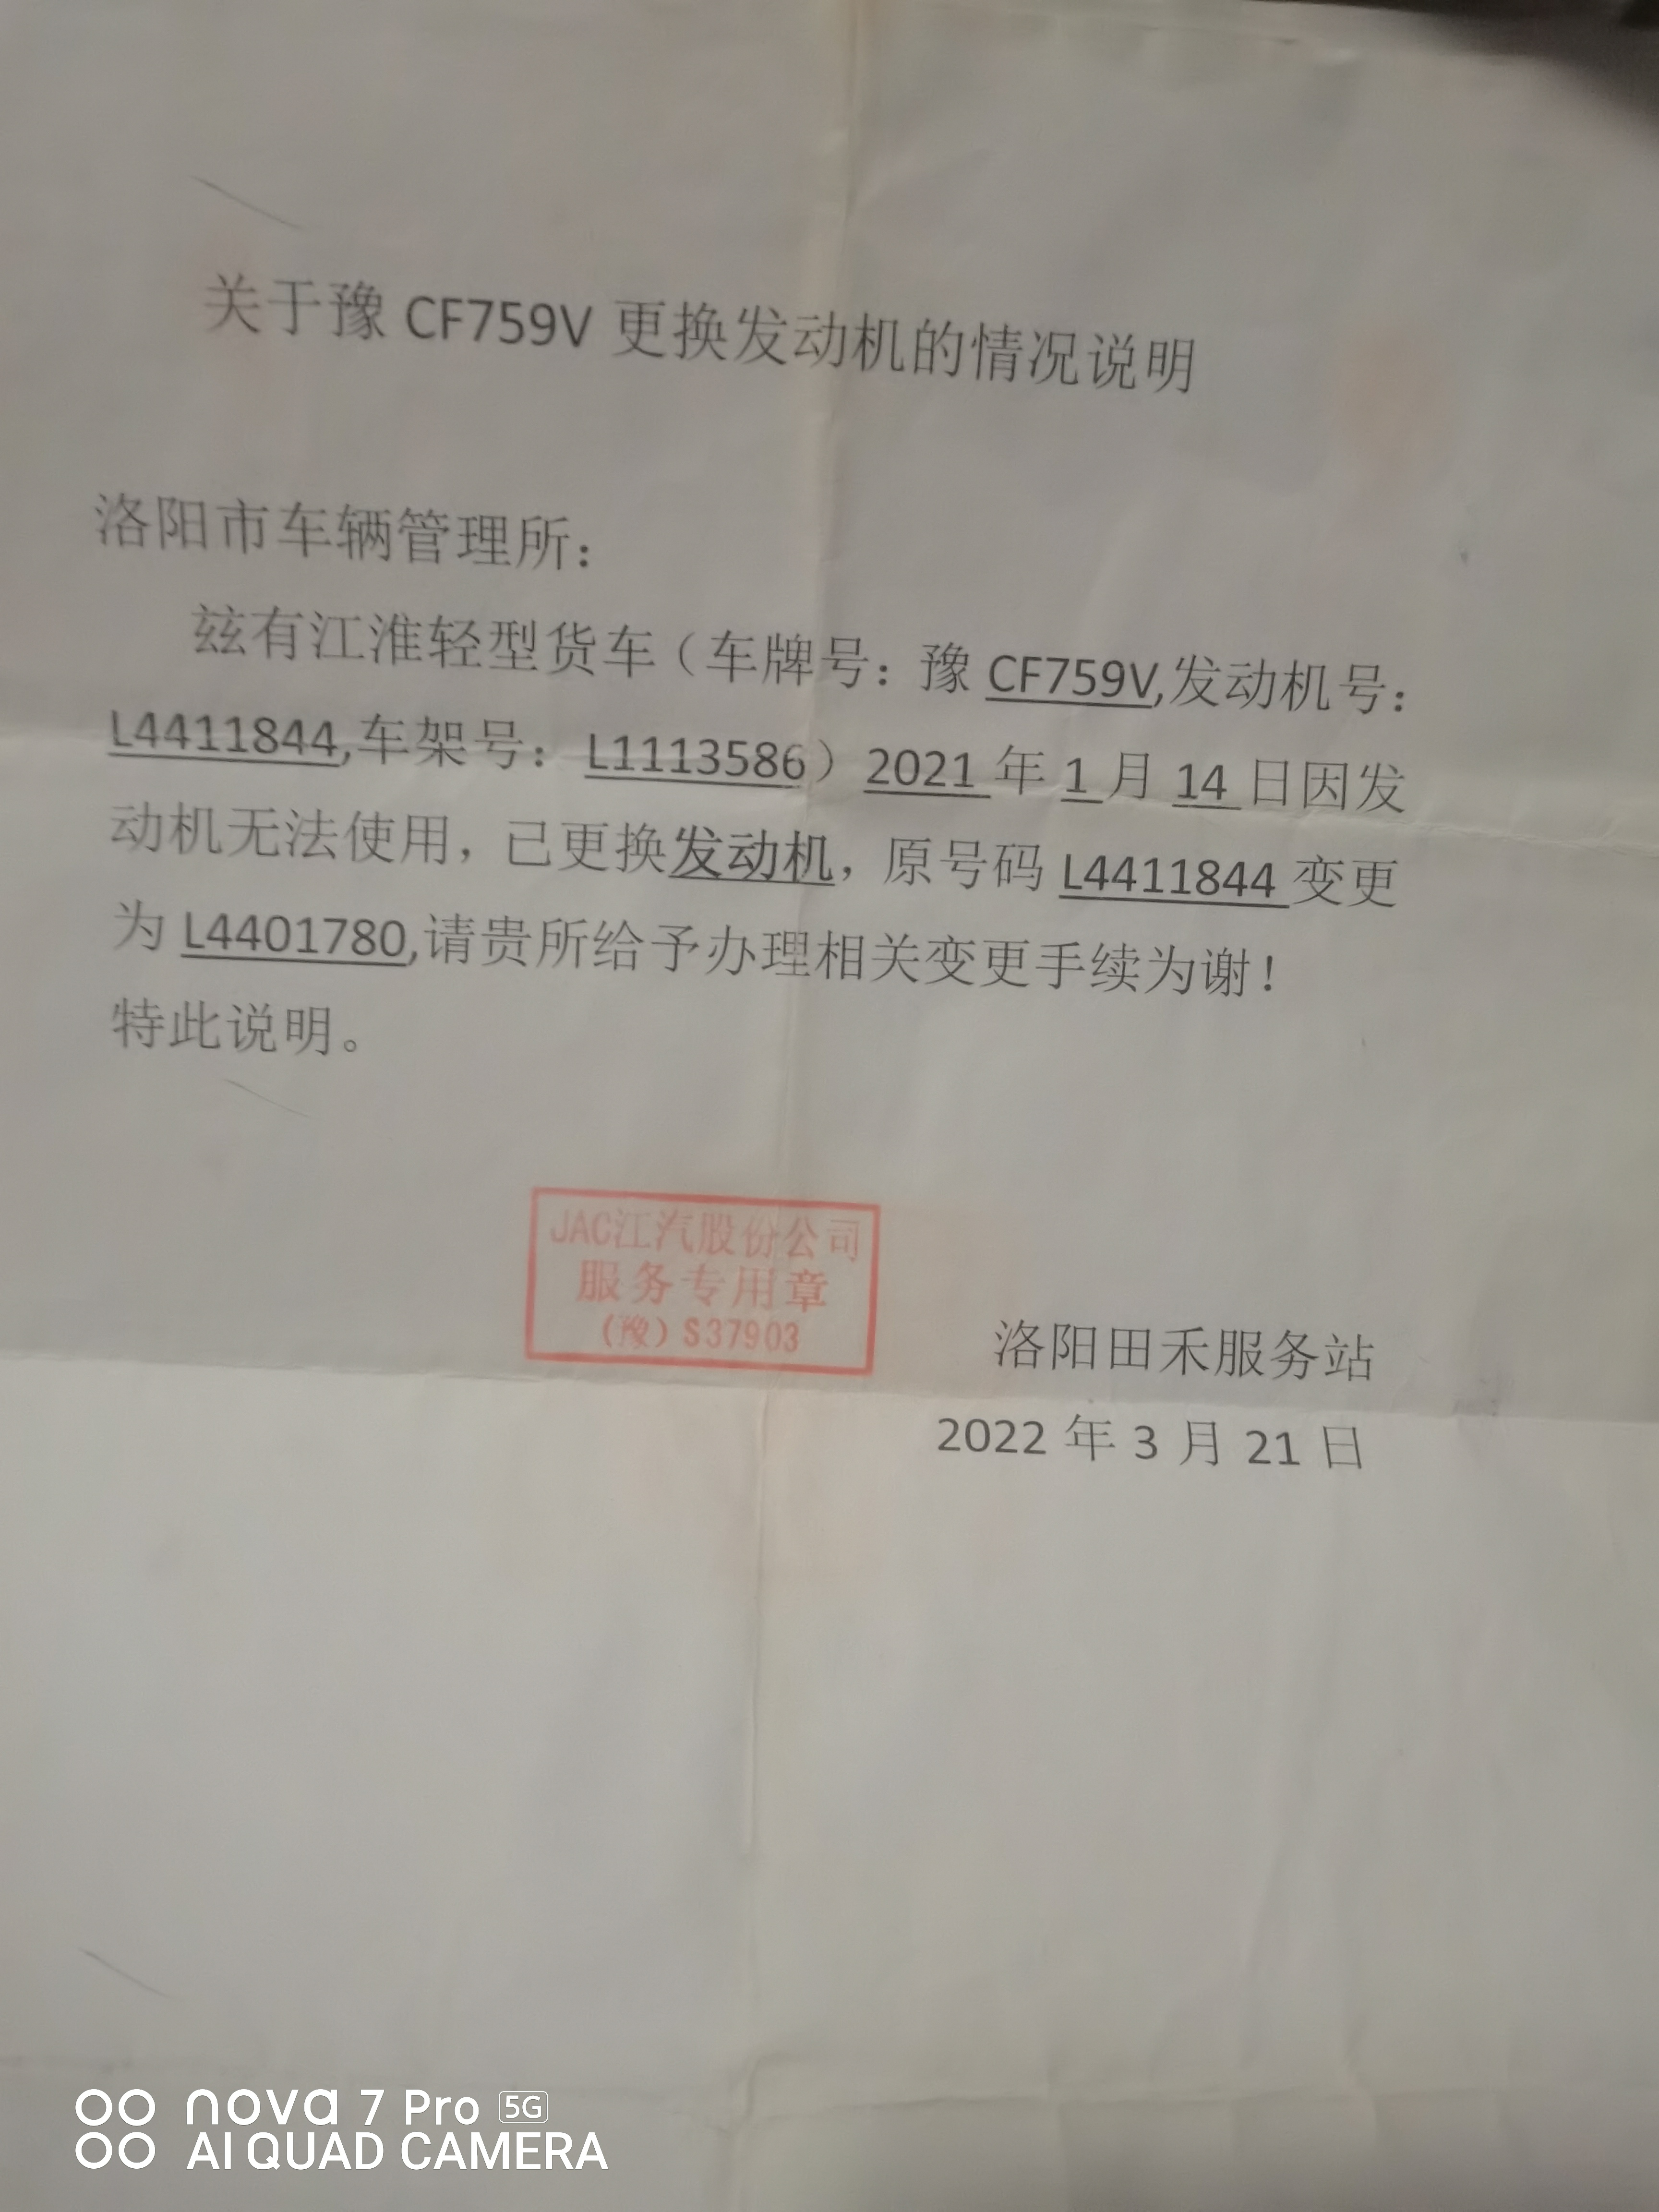 关于豫 CF759V 更换发动机的情况说明
洛阳市车辆管理所：
兹有江淮轻型货车（车牌号：豫 CF759V,发动机号：
L4411844,车架号：L1113586）2021 年 1 月 14 日因发
动机无法使用，己更换发动机，原号码 L4411844 变更
为 L4401780,请贵所给予办理相关变更手续为谢！
特此说明。
JAC江汽股份公司
服务专用章
(豫) S37903
洛阳田禾服务站
2022 年 3 月 21 日
nova 7 Pro 5G
AI QUAD CAMERA